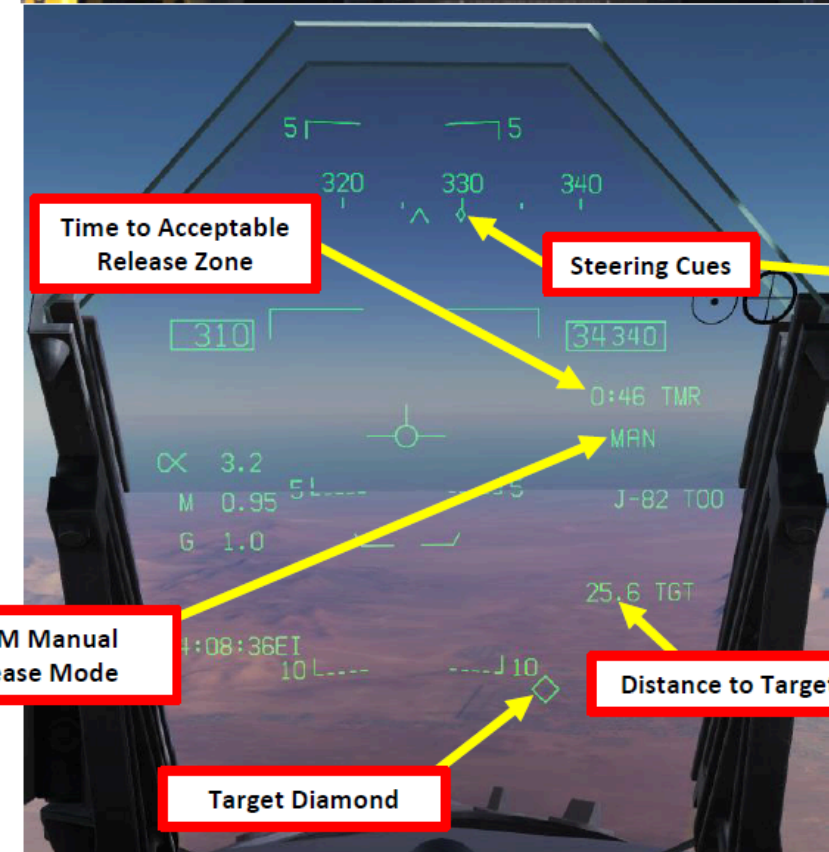 5 5
320 330 340
Time to Acceptable
Release Zone
Steering Cues
310
34340
0:46 TMR
MAN
α 3.2
M 0.95
G 1.0
5 5
J-82 TOO
25.6 TGT
M Manual
ease Mode
4:08:36EI
10 10
Distance to Target
Target Diamond